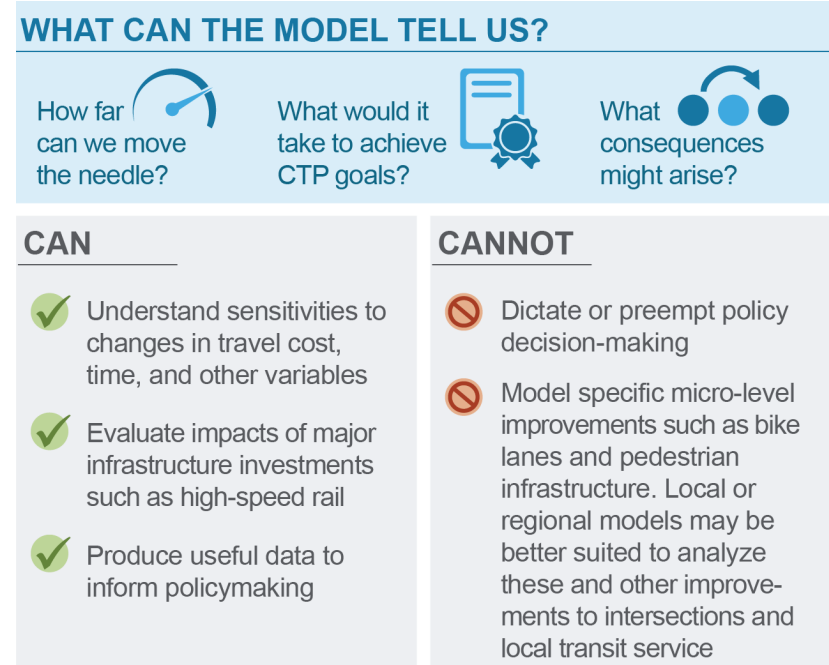 WHAT CAN THE MODEL TELL US?
How far
can we move
the needle?
What would it
take to achieve
CTP goals?
What
consequences
might arise?
CAN
Understand sensitivities to
changes in travel cost,
time, and other variables
Evaluate impacts of major
infrastructure investments
such as high-speed rail
Produce useful data to
inform policymaking
CANNOT
Dictate or preempt policy
decision-making
Model specific micro-level
improvements such as bike
lanes and pedestrian
infrastructure. Local or
regional models may be
better suited to analyze
these and other improve-
ments to intersections and
local transit service